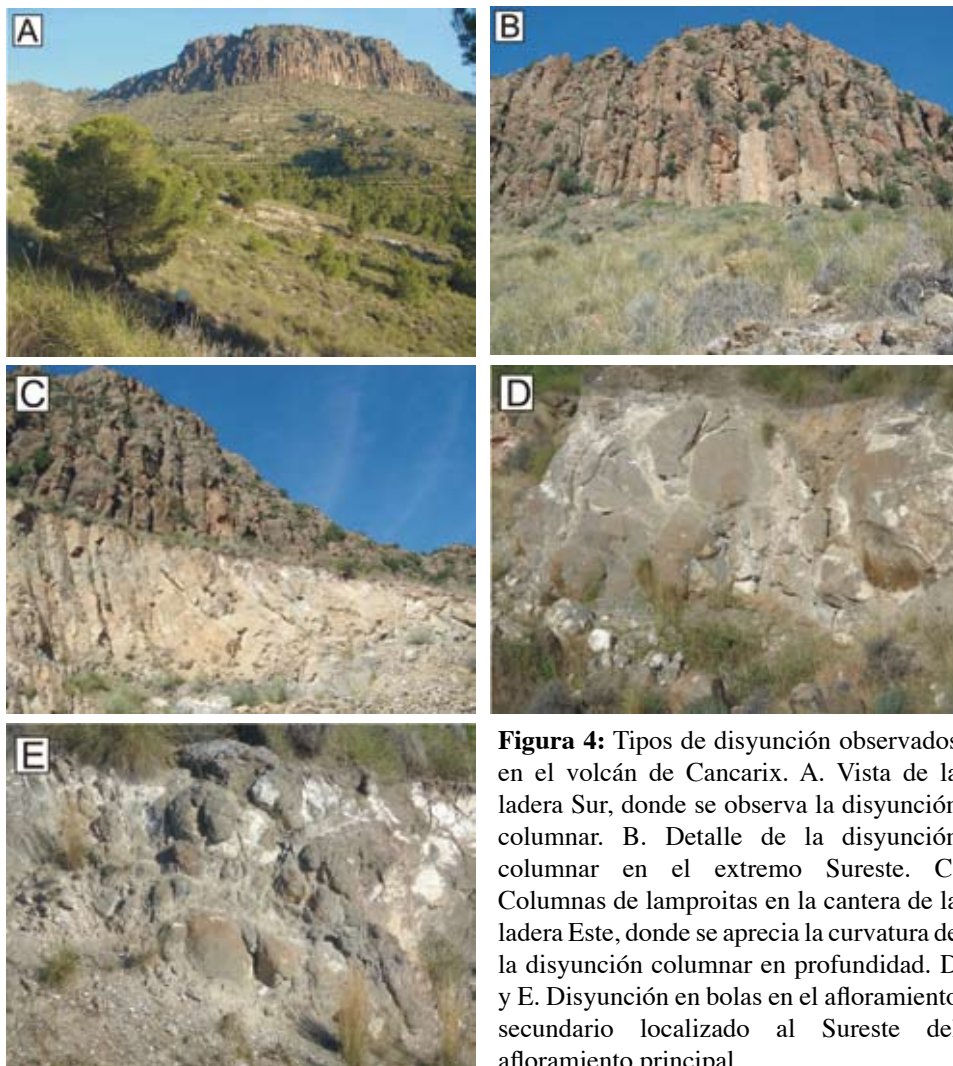 A
B
C
D
E
Figura 4: Tipos de disyunción observados
en el volcán de Cancarix. A. Vista de la
ladera Sur, donde se observa la disyunción
columnar. B. Detalle de la disyunción
columnar en el extremo Sureste. C.
Columnas de lamproitas en la cantera de la
ladera Este, donde se aprecia la curvatura de
la disyunción columnar en profundidad. D
y E. Disyunción en bolas en el afloramiento
secundario localizado al Sureste del
afloramiento principal